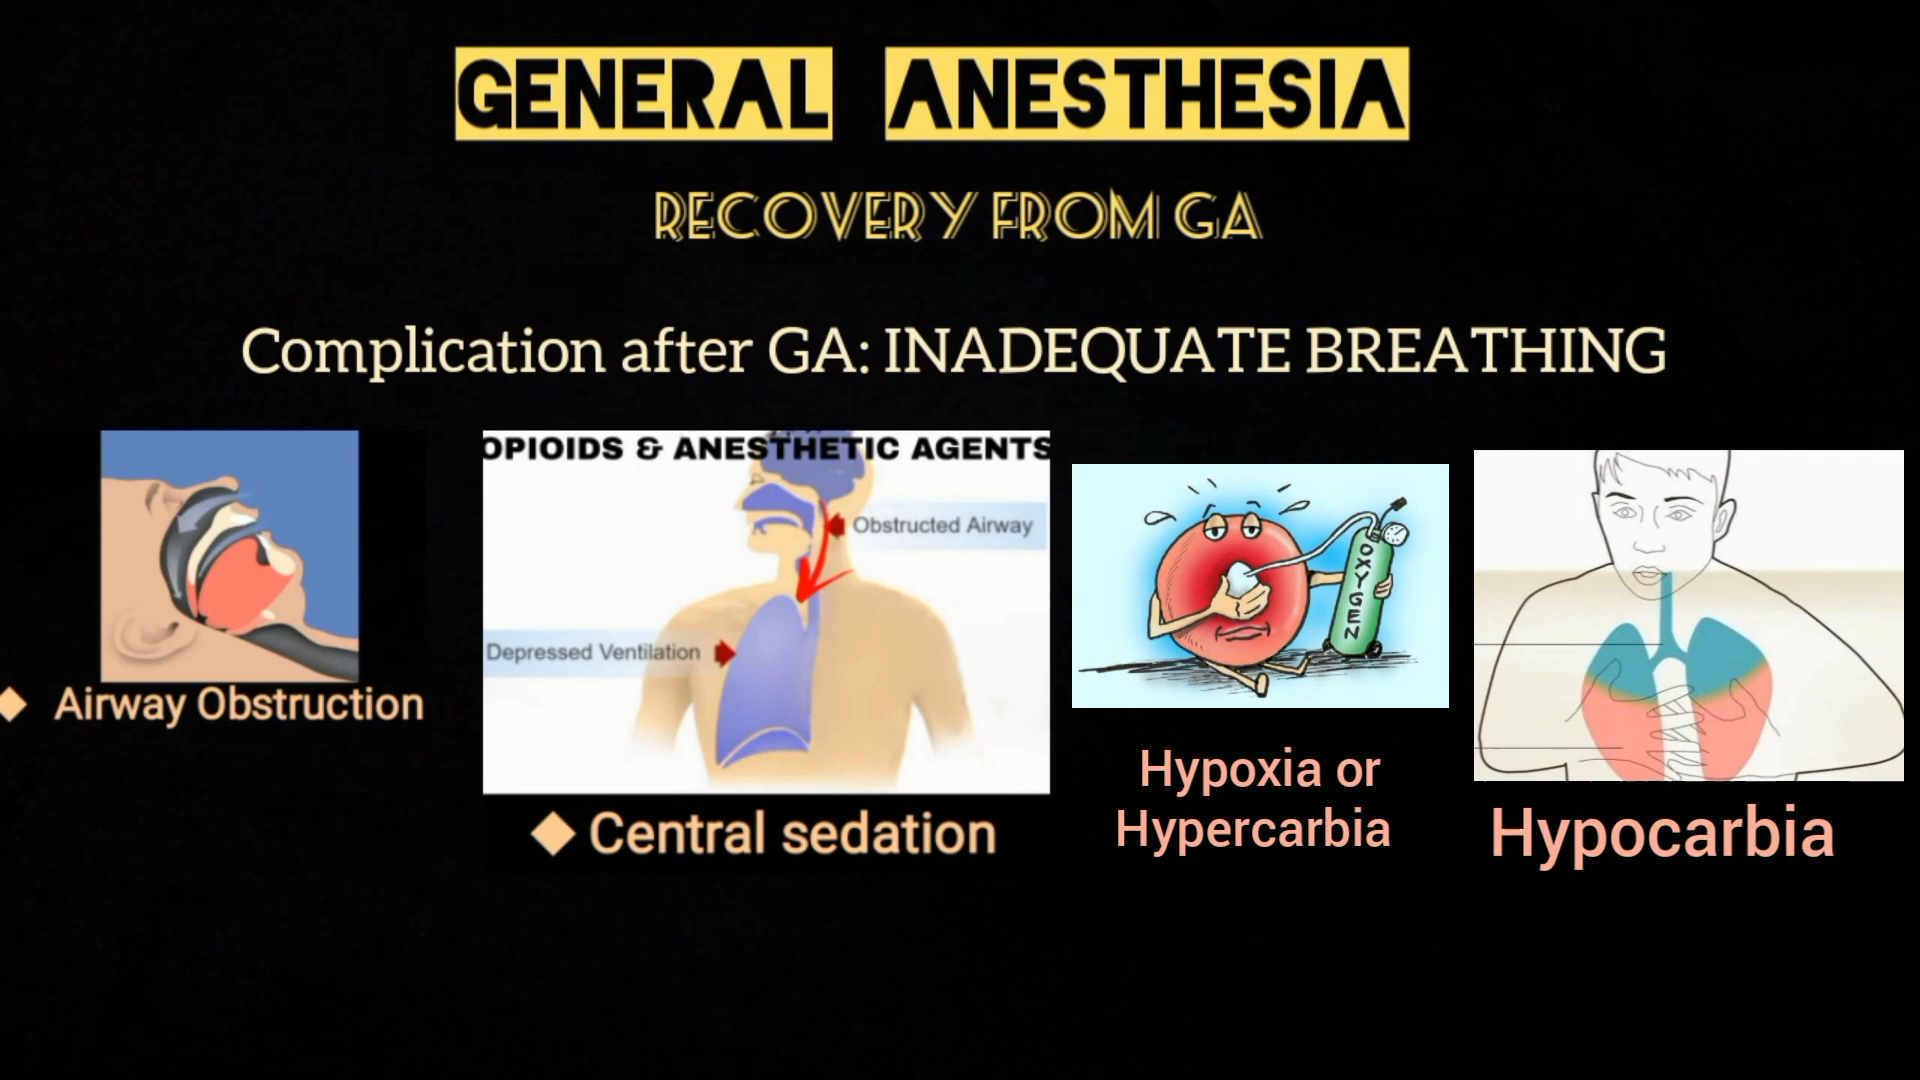 GENERAL ANESTHESIA
RECOVERY FROM GA
Complication after GA: INADEQUATE BREATHING
OPIOIDS & ANESTHETIC AGENTS
Obstructed Airway
Depressed Ventilation
OXYGEN
◆ Airway Obstruction
◆ Central sedation
Hypoxia or
Hypercarbia
Hypocarbia